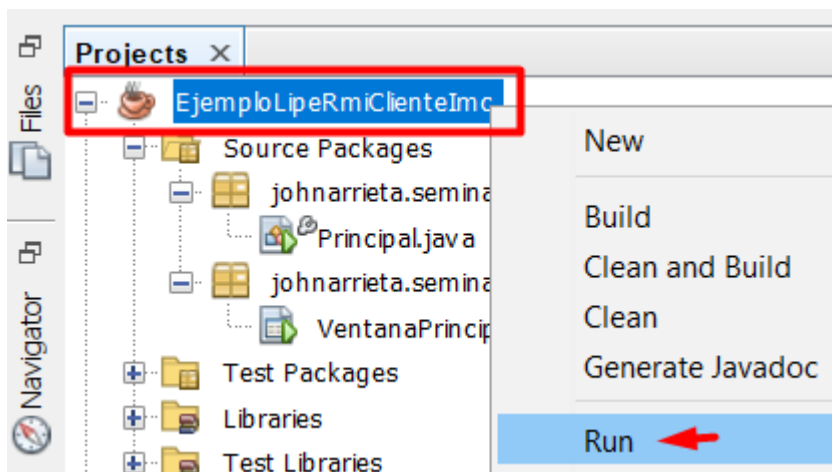 Projects
Files
Navigator
EjemploLipeRmiClienteImc
Source Packages
johnarrieta.semina
Principal.java
johnarrieta.semina
VentanaPrincip
Test Packages
Libraries
Test Libraries
New
Build
Clean and Build
Clean
Generate Javadoc
Run